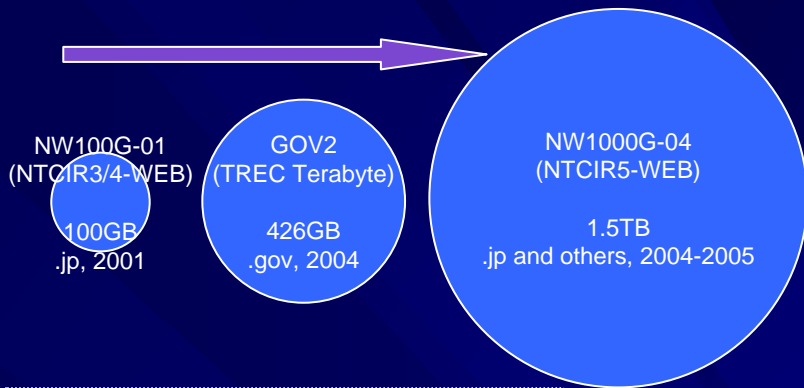 NW100G-01
(NTCIR3/4-WEB)
100GB
.jp, 2001
GOV2
(TREC Terabyte)
426GB
.gov, 2004
NW1000G-04
(NTCIR5-WEB)
1.5TB
.jp and others, 2004-2005